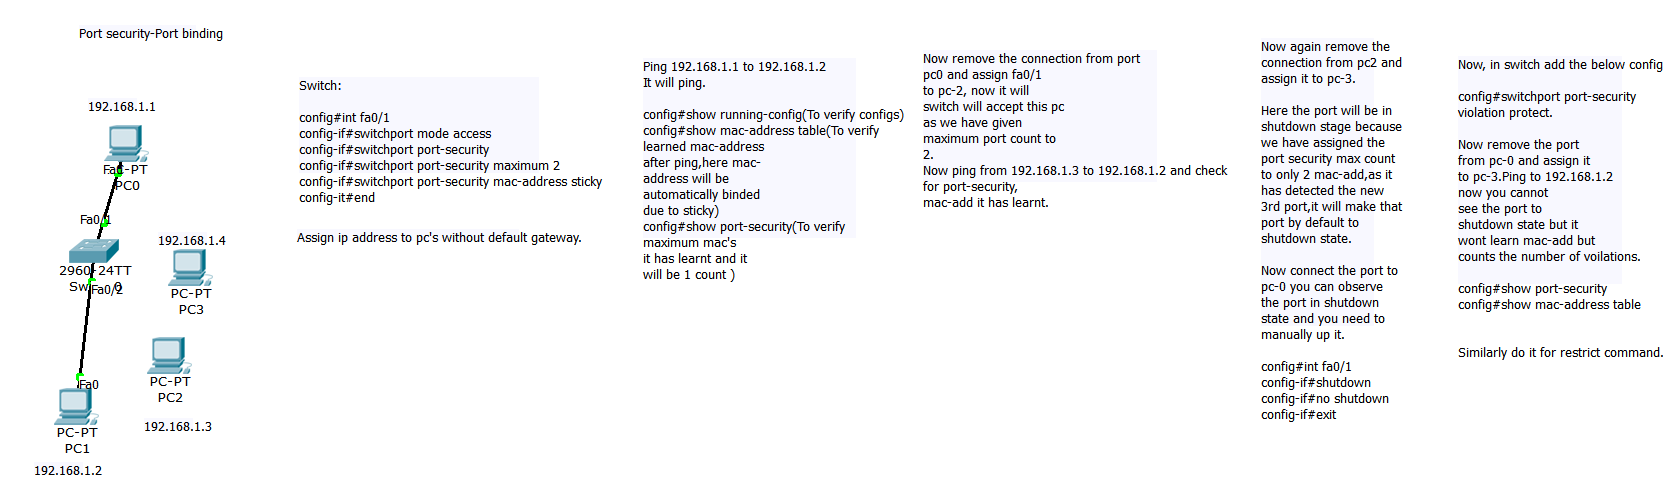 Port security-Port binding
192.168.1.1
Fa0-PT
PC0
Fa0/1
192.168.1.4
2960-24TT
Fa0/2
PC-PT
PC3
PC-PT
PC2
192.168.1.3
Fa0
PC-PT
PC1
192.168.1.2
Switch:
config#int fa0/1
config-if#switchport mode access
config-if#switchport port-security
config-if#switchport port-security maximum 2
config-if#switchport port-security mac-address sticky
config-it#end
Assign ip address to pc's without default gateway.
Ping 192.168.1.1 to 192.168.1.2
It will ping.
config#show running-config(To verify configs)
config#show mac-address table(To verify
learned mac-address
after ping,here mac-
address will be
automatically binded
due to sticky)
config#show port-security(To verify
maximum mac's
it has learnt and it
will be 1 count )
Now remove the connection from port
pc0 and assign fa0/1
to pc-2, now it will
switch will accept this pc
as we have given
maximum port count to
2.
Now ping from 192.168.1.3 to 192.168.1.2 and check
for port-security,
mac-add it has learnt.
Now again remove the
connection from pc2 and
assign it to pc-3.
Here the port will be in
shutdown stage because
we have assigned the
port security max count
to only 2 mac-add,as it
has detected the new
3rd port,it will make that
port by default to
shutdown state.
Now connect the port to
pc-0 you can observe
the port in shutdown
state and you need to
manually up it.
config#int fa0/1
config-if#shutdown
config-if#no shutdown
config-if#exit
Now, in switch add the below config
config#switchport port-security
violation protect.
Now remove the port
from pc-0 and assign it
to pc-3.Ping to 192.168.1.2
now you cannot
see the port to
shutdown state but it
wont learn mac-add but
counts the number of voilations.
config#show port-security
config#show mac-address table
Similarly do it for restrict command.